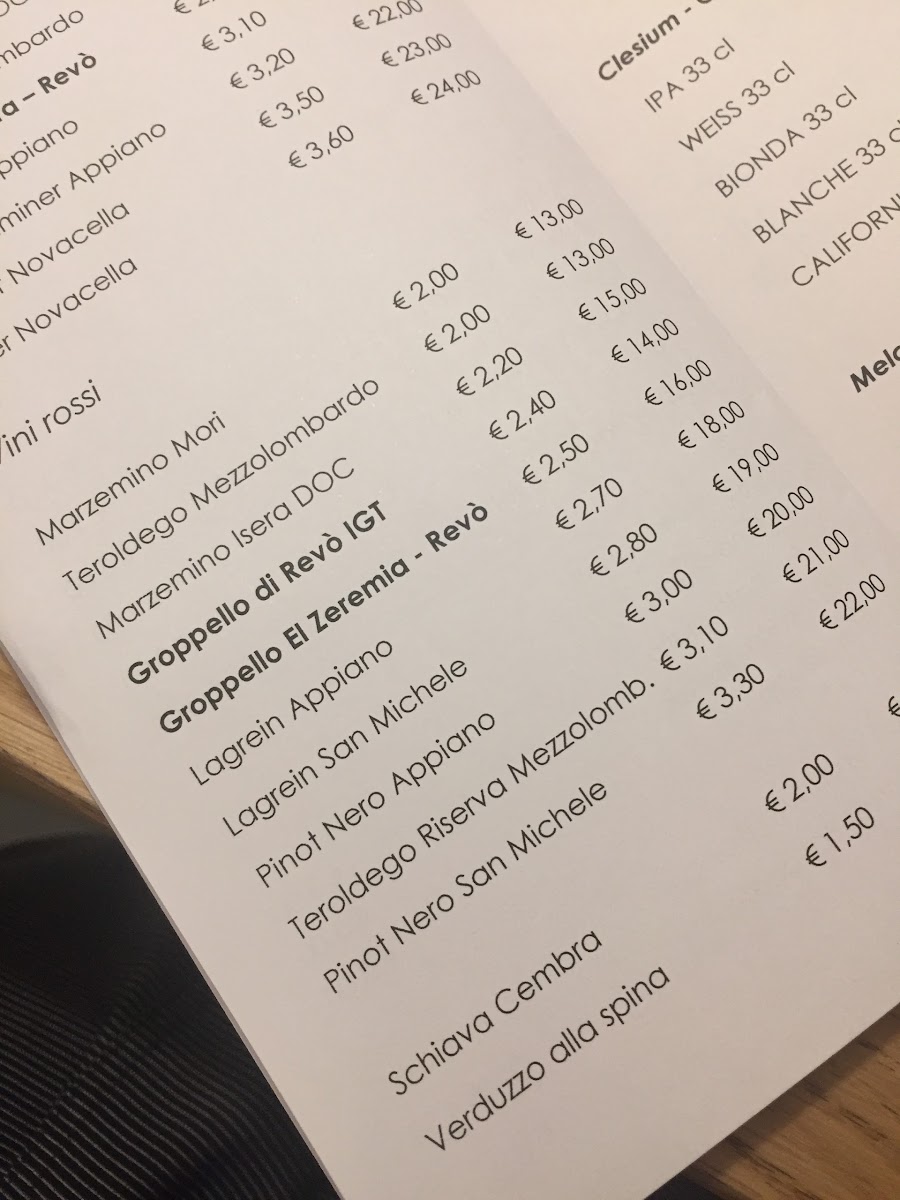 Revò
€ 3,10
miner Appiano € 3,20 € 22,00
Novacella € 3,50 € 23,00
er Novacella € 3,60 € 24,00
Vini rossi
Marzemino Mori € 2,00 € 13,00
Teroldego Mezzolombardo € 2,00 € 13,00
Marzemino Isera DOC € 2,20 € 15,00
Groppello di Revò IGT € 2,40 € 14,00
Groppello El Zeremia - Revò € 2,50 € 16,00
Lagrein Appiano € 2,70 € 18,00
Lagrein San Michele € 2,80 € 19,00
Pinot Nero Appiano € 3,00 € 20,00
Teroldego Riserva Mezzolomb. € 3,10 € 21,00
Pinot Nero San Michele € 3,30 € 22,00
Schiava Cembra € 2,00 €
Verduzzo alla spina € 1,50
Clesium -
IPA 33 cl
WEISS 33 cl
BIONDA 33 cl
BLANCHE 33 cl
CALIFORNI
Mela